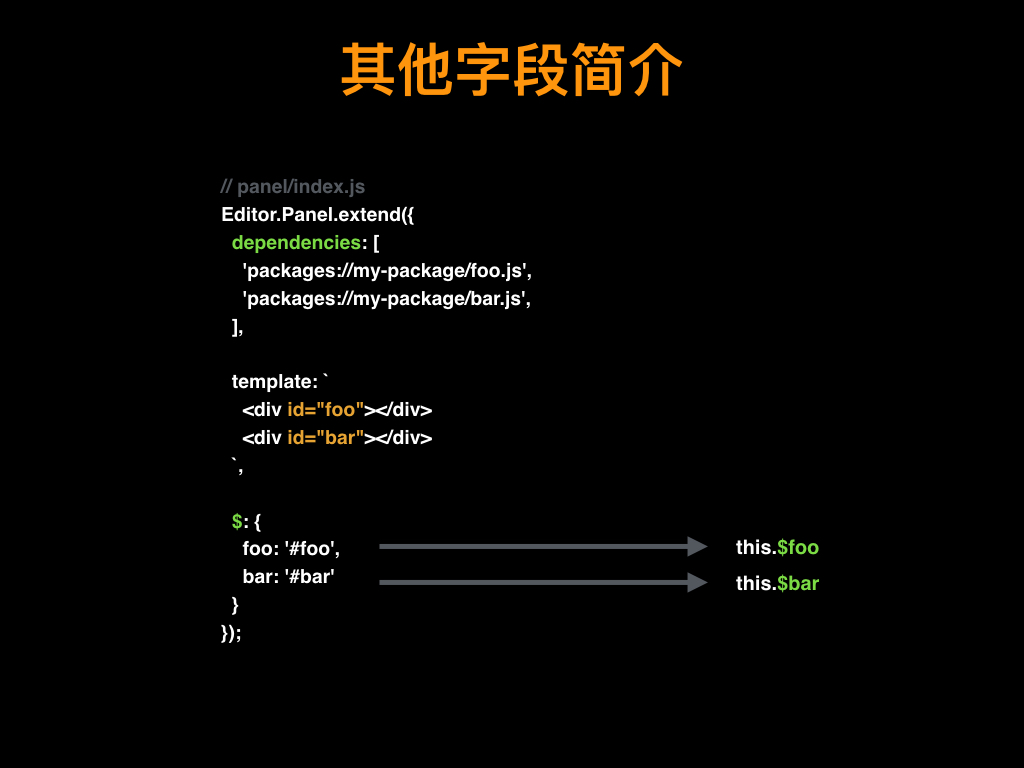 其他字段简介
// panel/index.js
Editor.Panel.extend({
dependencies: [
'packages://my-package/foo.js',
'packages://my-package/bar.js',
],
template: `
<div id="foo"></div>
<div id="bar"></div>
`,
$: {
foo: '#foo',
this.$foo
bar: '#bar'
this.$bar
}
});